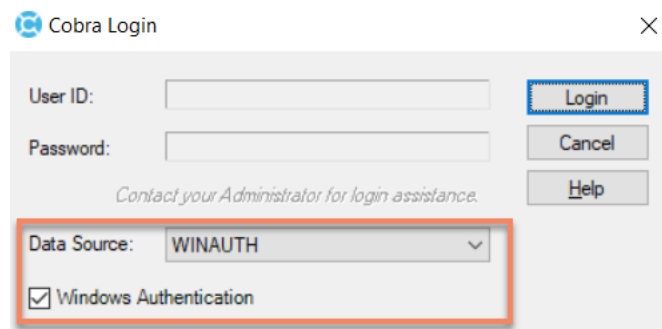 Cobra Login
User ID:
Login
Password:
Cancel
Contact your Administrator for login assistance.
Help
Data Source: WINAUTH
Windows Authentication